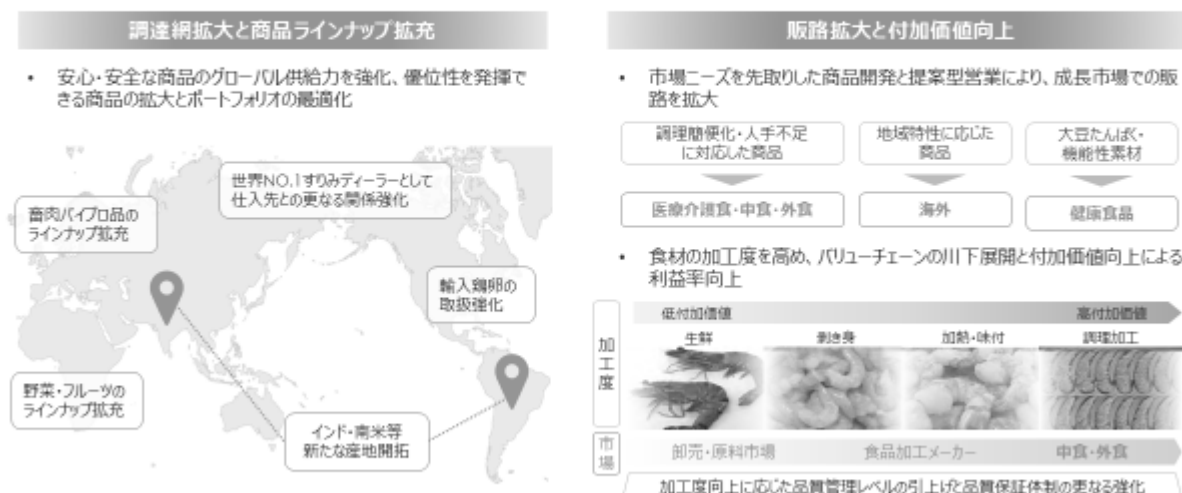 調達網拡大と商品ラインナップ拡充
• 安心・安全な商品のグローバル供給力を強化、優位性を発揮で
きる商品の拡大とポートフォリオの最適化
世界NO.1すりみディーラーとして
仕入先との更なる関係強化
畜肉バイプロ品の
ラインナップ拡充
輸入鶏卵の
取扱強化
野菜・フルーツの
ラインナップ拡充
インド・南米等
新たな産地開拓
販路拡大と付加価値向上
• 市場ニーズを先取りした商品開発と提案型営業により、成長市場での販
路を拡大
調理簡便化・人手不足
に対応した商品
地域特性に応じた
商品
大豆たんぱく・
機能性素材
医療介護食・中食・外食
海外
健康食品
• 食材の加工度を高め、バリューチェーンの川下展開と付加価値向上による
利益率向上
低付加価値
高付加価値
加工度
生鮮
剥き身
加熱・味付
調理加工
市場
卸売・原料市場
食品加工メーカー
中食・外食
加工度向上に応じた品質管理レベルの引上げと品質保証体制の更なる強化